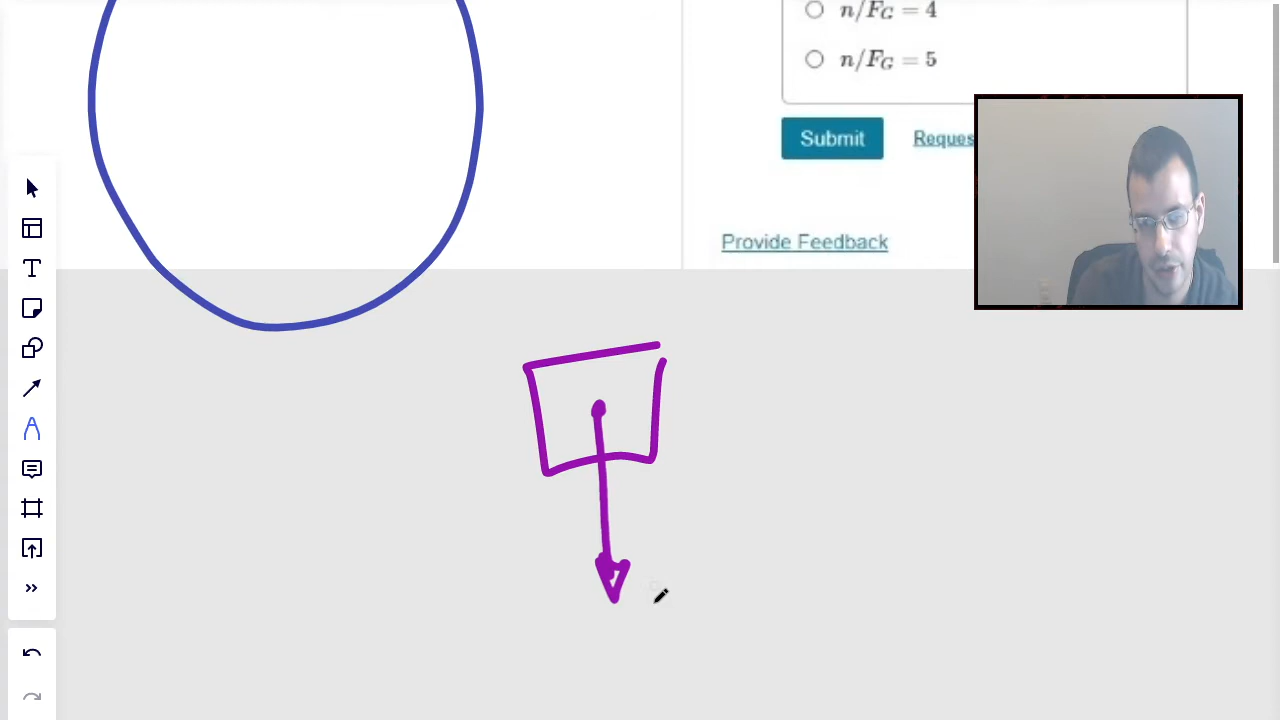 n/F_G = 4
n/F_G = 5
Submit
Reques
Provide Feedback
T